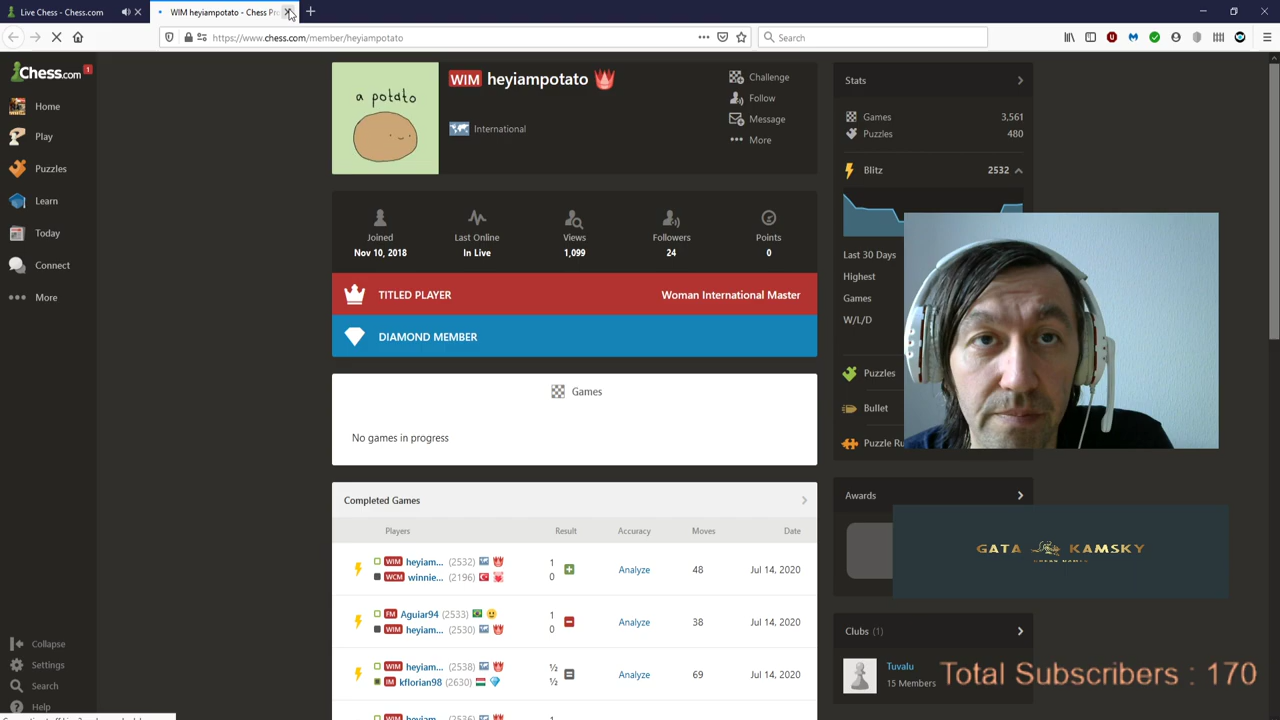 Live Chess - Chess.com
WIM heyiampotato - Chess Pro
https://www.chess.com/member/heyiampotato
Search
Chess.com
1
Home
Play
Puzzles
Learn
Today
Connect
More
Collapse
Settings
Search
Help
a potato
WIM heyiampotato
International
Challenge
Follow
Message
More
Joined
Nov 10, 2018
Last Online
In Live
Views
1,099
Followers
24
Points
0
TITLED PLAYER
Woman International Master
DIAMOND MEMBER
Games
No games in progress
Completed Games
Players Result Accuracy Moves Date
WIM heyiam... (2532) 1
WCM winnie... (2196) 0
Analyze 48 Jul 14, 2020
FM Aguiar94 (2533) 1
WIM heyiam... (2530) 0
Analyze 38 Jul 14, 2020
WIM heyiam... (2538) ½
IM kflorian98 (2630) ½
Analyze 69 Jul 14, 2020
Stats
Games 3,561
Puzzles 480
Blitz 2532
Last 30 Days
Highest
Games
W/L/D
Puzzles
Bullet
Puzzle Ru
Awards
GATA KAMSKY
Clubs (1)
Tuvalu
15 Members
Total Subscribers : 170